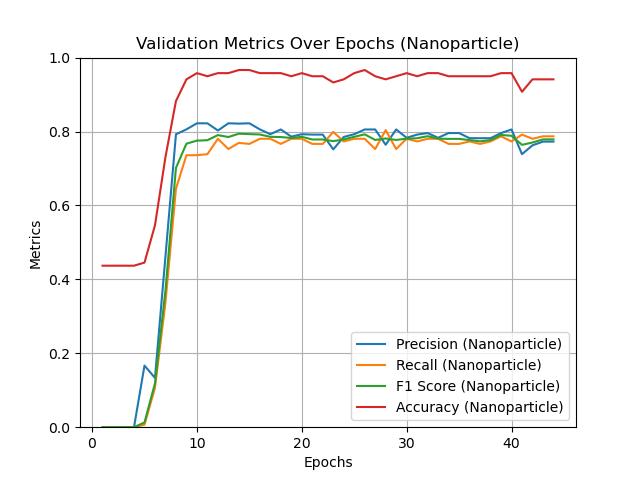 Validation Metrics Over Epochs (Nanoparticle)
1.0
0.8
0.6
0.4
0.2
0.0
Metrics
0
10
20
30
40
Epochs
Precision (Nanoparticle)
Recall (Nanoparticle)
F1 Score (Nanoparticle)
Accuracy (Nanoparticle)